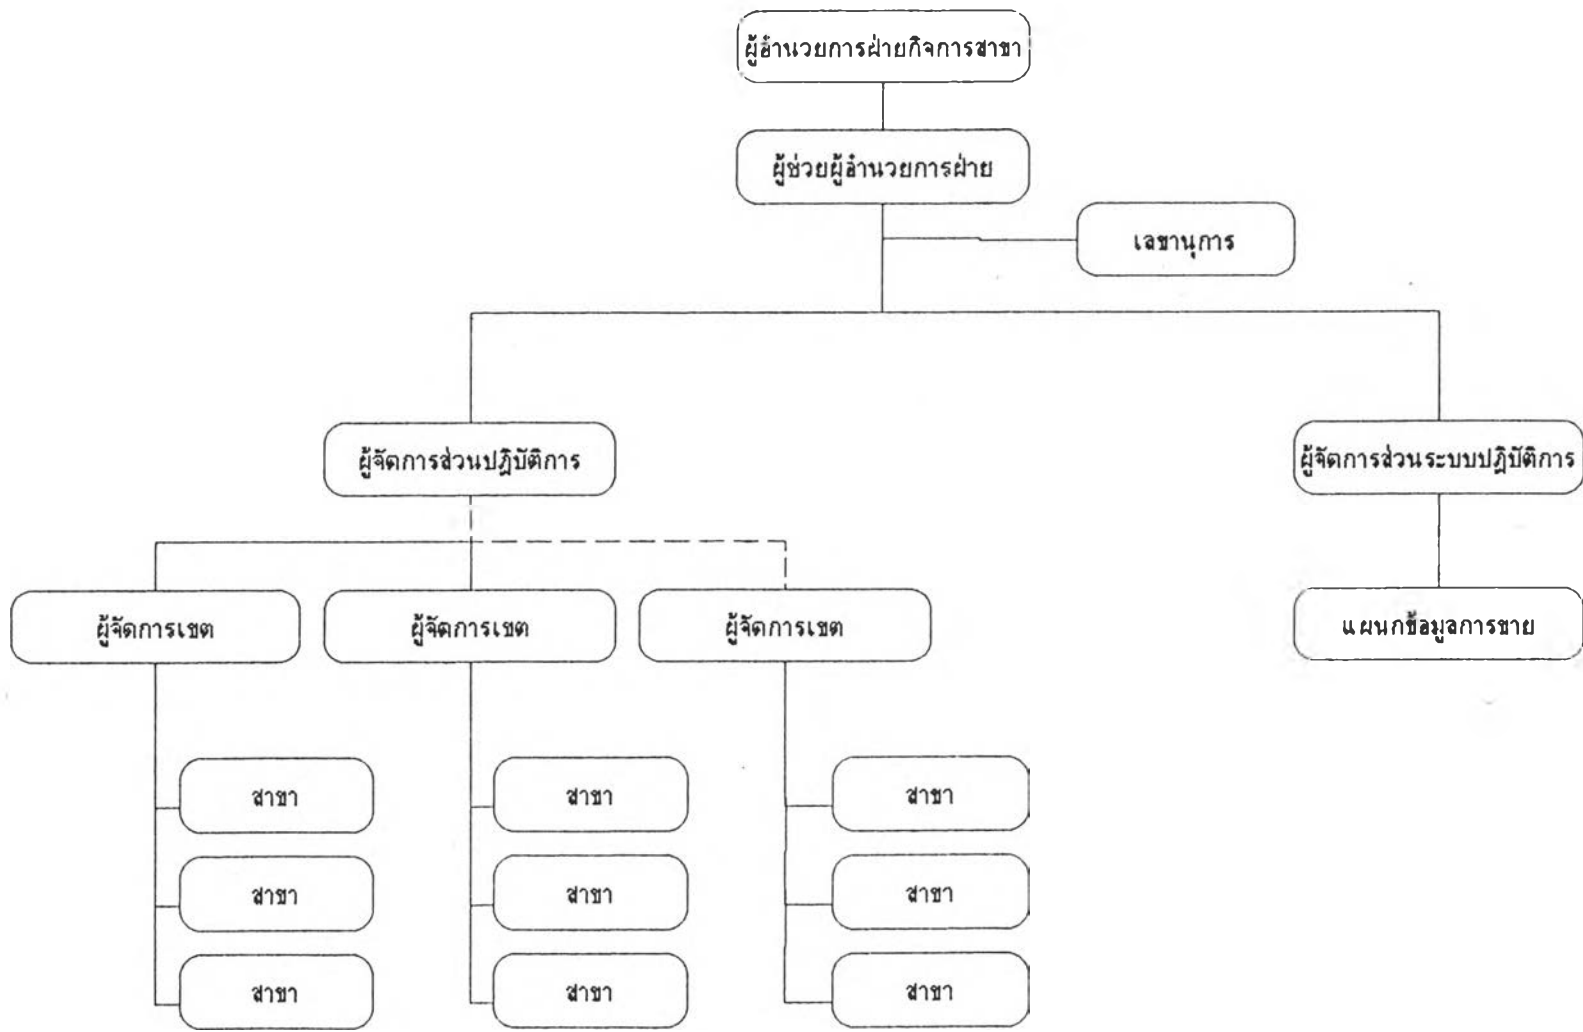 ผู้อำนวยการฝ่ายกิจการสาขา
ผู้ช่วยผู้อำนวยการฝ่าย
เลขานุการ
ผู้จัดการส่วนปฏิบัติการ
ผู้จัดการส่วนระบบปฏิบัติการ
ผู้จัดการเขต
ผู้จัดการเขต
ผู้จัดการเขต
แผนกข้อมูลการขาย
สาขา
สาขา
สาขา
สาขา
สาขา
สาขา
สาขา
สาขา
สาขา